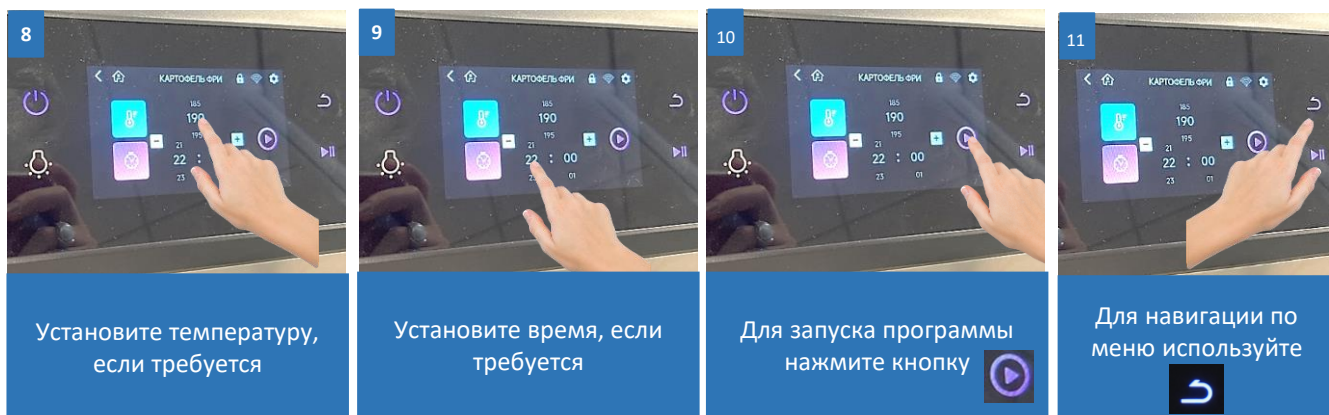 8
КАРТОФЕЛЬ ФРИ
185
190
195
21
22 :
23
Установите температуру,
если требуется
9
КАРТОФЕЛЬ ФРИ
185
190
195
21
22 : 00
23 01
Установите время, если
требуется
10
КАРТОФЕЛЬ ФРИ
185
190
195
21
22 : 00
23 01
Для запуска программы
нажмите кнопку
11
КАРТОФЕЛЬ ФРИ
185
190
195
21
22 : 00
23 01
Для навигации по
меню используйте